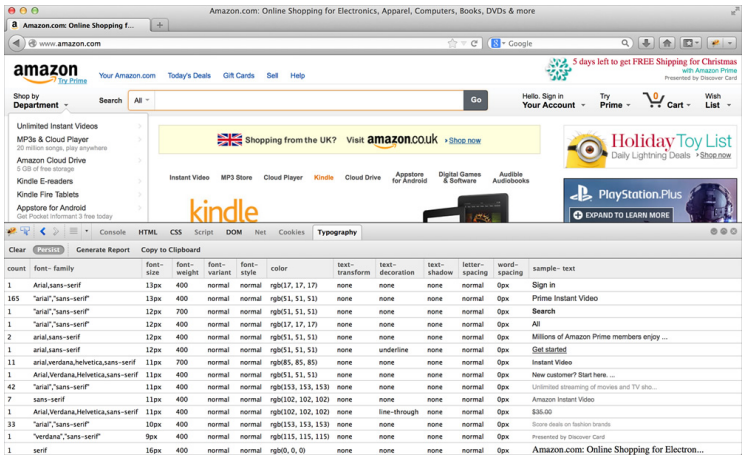 Amazon.com: Online Shopping for Electronics, Apparel, Computers, Books, DVDs & more
a Amazon.com: Online Shopping f... +
www.amazon.com
Google
amazon
Try Prime
Your Amazon.com Today's Deals Gift Cards Sell Help
5 days left to get FREE Shipping for Christmas
with Amazon Prime
Presented by Discover Card
Shop by
Department
Search All Go
Hello. Sign in
Your Account
Try
Prime
0
Cart
Wish
List
Unlimited Instant Videos
MP3s & Cloud Player
20 million songs, play anywhere
Amazon Cloud Drive
5 GB of free storage
Kindle E-readers
Kindle Fire Tablets
Appstore for Android
Get Pocket Informant 3 free today
Shopping from the UK? Visit amazon.co.uk Shop now
Instant Video MP3 Store Cloud Player Kindle Cloud Drive Appstore for Android Digital Games & Software Audible Audiobooks
kindle
Holiday Toy List
Daily Lightning Deals Shop now
PlayStation.Plus
EXPAND TO LEARN MORE
Console HTML CSS Script DOM Net Cookies Typography
Clear Persist Generate Report Copy to Clipboard
count font- family font- size font- weight font- variant font- style color text- transform text- decoration text- shadow letter- spacing word- spacing sample- text
1 Arial,sans-serif 13px 400 normal normal rgb(17, 17, 17) none none none normal 0px Sign in
165 "arial","sans-serif" 13px 400 normal normal rgb(51, 51, 51) none none none normal 0px Prime Instant Video
1 "arial","sans-serif" 12px 700 normal normal rgb(51, 51, 51) none none none normal 0px Search
1 "arial","sans-serif" 12px 400 normal normal rgb(17, 17, 17) none none none normal 0px All
2 arial,sans-serif 12px 400 normal normal rgb(51, 51, 51) none none none normal 0px Millions of Amazon Prime members enjoy ...
1 arial,sans-serif 12px 400 normal normal rgb(51, 51, 51) none underline none normal 0px Get started
11 arial,verdana,Helvetica,sans-serif 11px 700 normal normal rgb(85, 85, 85) none none none normal 0px Instant Video
1 Arial,Verdana,Helvetica,sans-serif 11px 400 normal normal rgb(51, 51, 51) none none none normal 0px New customer? Start here. ...
42 "arial","sans-serif" 11px 400 normal normal rgb(153, 153, 153) none none none normal 0px Unlimited streaming of movies and TV sho...
7 sans-serif 11px 400 normal normal rgb(102, 102, 102) none none none normal 0px Amazon Instant Video
1 Arial,Verdana,Helvetica,sans-serif 11px 400 normal normal rgb(102, 102, 102) none line-through none normal 0px $35.00
33 "arial","sans-serif" 10px 400 normal normal rgb(153, 153, 153) none none none normal 0px Score deals on fashion brands
1 "verdana","sans-serif" 9px 400 normal normal rgb(115, 115, 115) none none none normal 0px Presented by Discover Card
1 serif 16px 400 normal normal rgb(0, 0, 0) none none none normal 0px Amazon.com: Online Shopping for Electron...